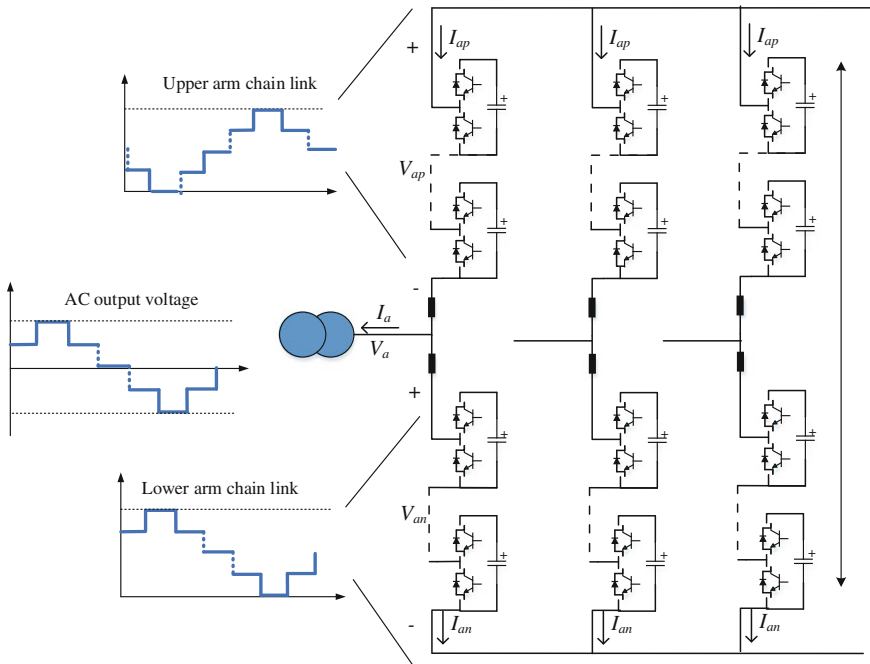 +
I_ap
I_ap
I_ap
Upper arm chain link
+
+
+
V_ap
+
+
+
-
AC output voltage
I_a
V_a
+
+
+
+
Lower arm chain link
V_an
+
+
+
-
I_an
I_an
I_an